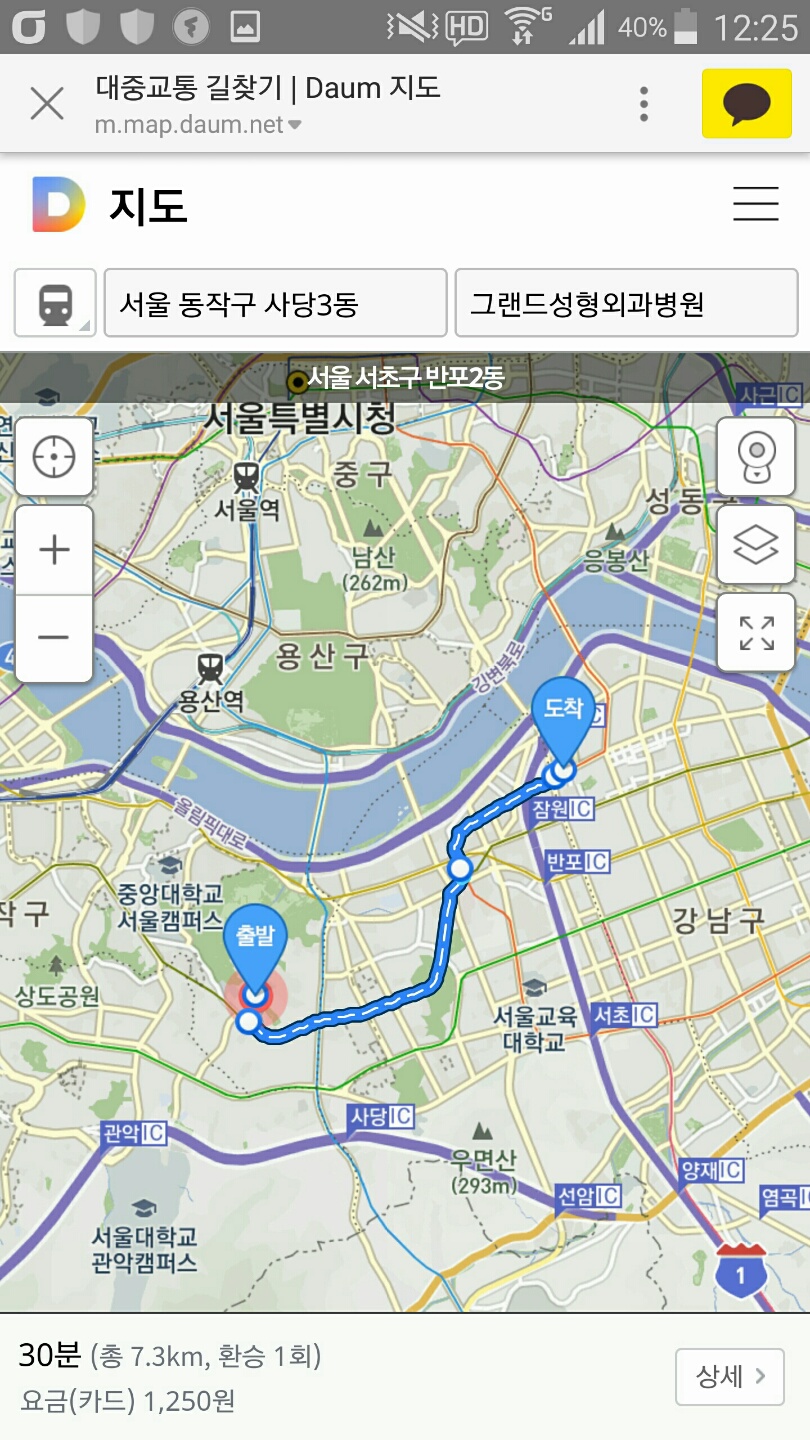 HD
G
40%
12:25
대중교통 길찾기 | Daum 지도
m.map.daum.net
지도
서울 동작구 사당3동
그랜드성형외과병원
서울 서초구 반포2동
사근IC
서울특별시청
중구
서울역
성동구
남산
(262m)
응봉산
용산구
강변북로
용산역
도착
잠원IC
올림픽대로
반포IC
중앙대학교
서울캠퍼스
작구
강남구
출발
상도공원
서울교육
대학교
서초IC
사당IC
관악IC
우면산
(293m)
양재IC
선암IC
염곡I
서울대학교
관악캠퍼스
1
30분 (총 7.3km, 환승 1회)
요금(카드) 1,250원
상세